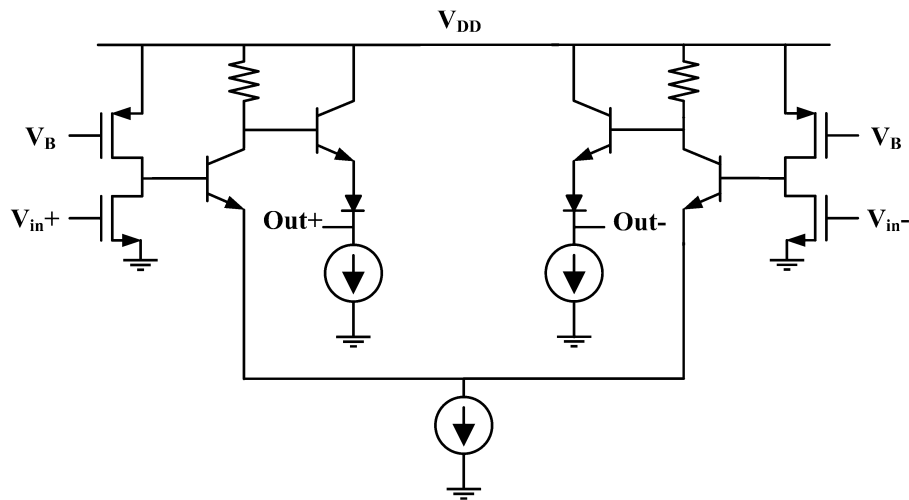 VDD
VB
VB
Vin+
Out+
Out-
Vin-